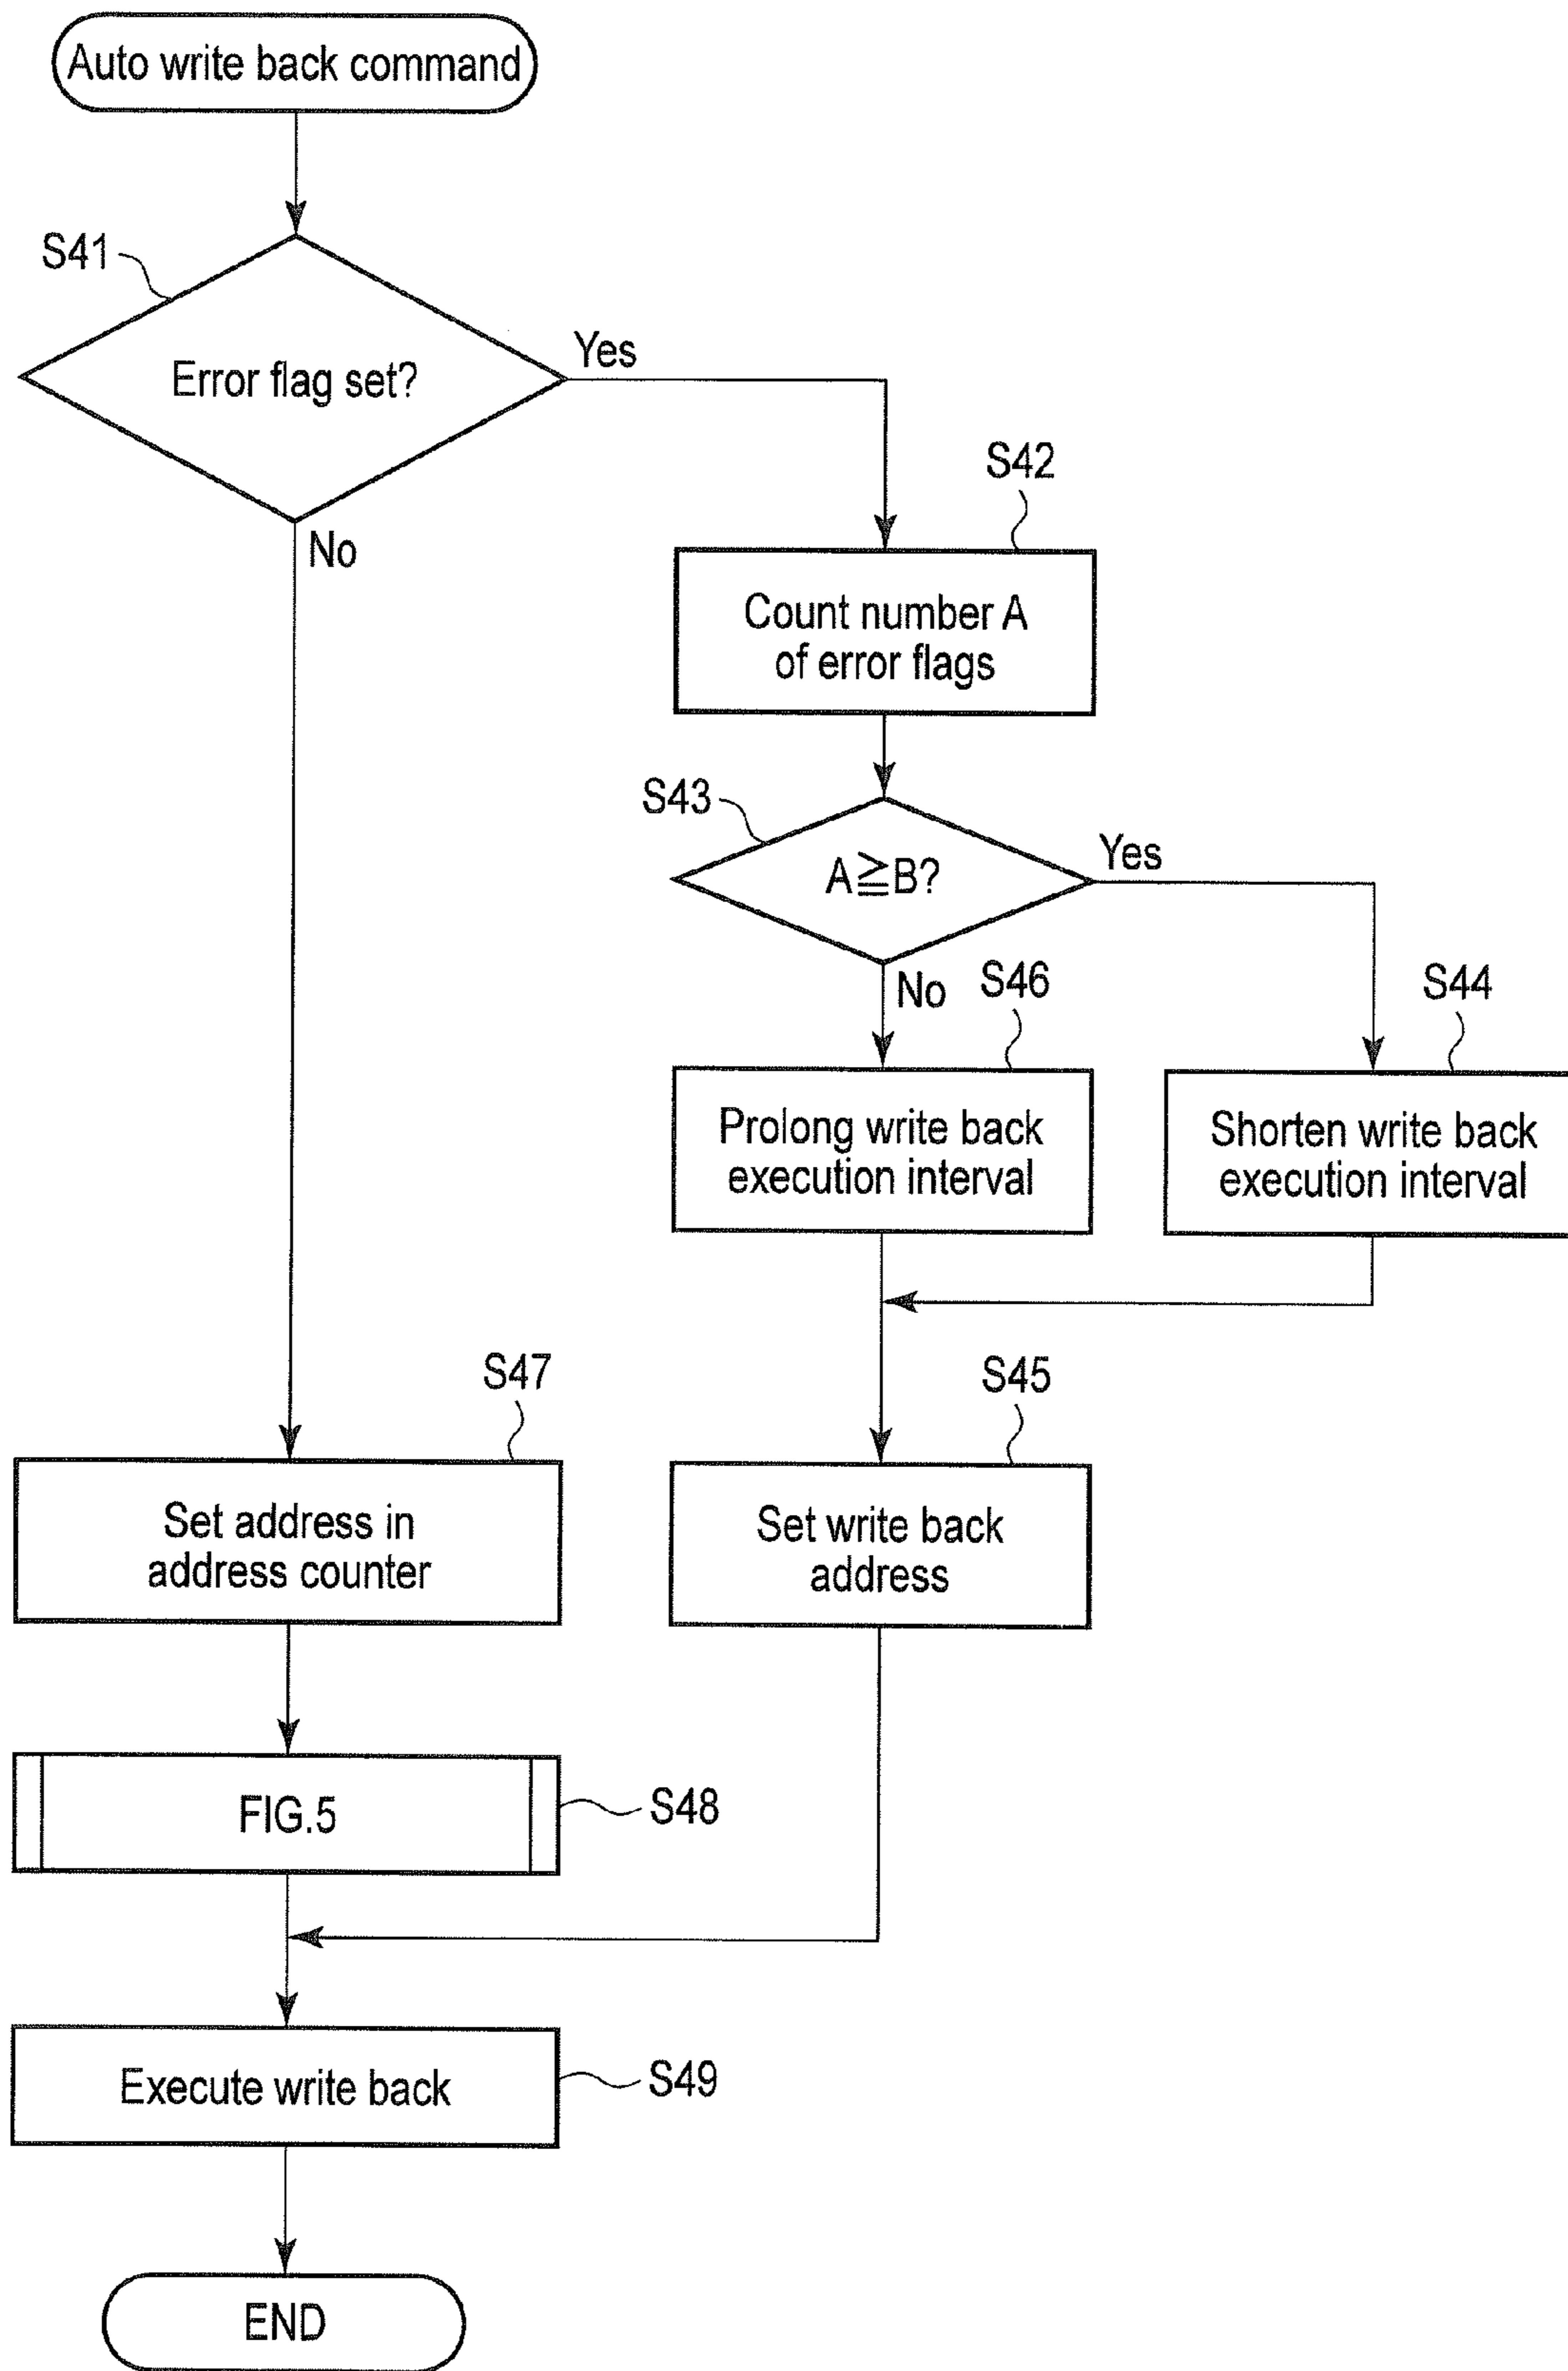 Auto write back command
S41
Error flag set?
Yes
No
S42
Count number A
of error flags
S43
A≧B?
Yes
No
S46
S44
Prolong write back
execution interval
Shorten write back
execution interval
S47
S45
Set address in
address counter
Set write back
address
FIG.5
S48
Execute write back
S49
END